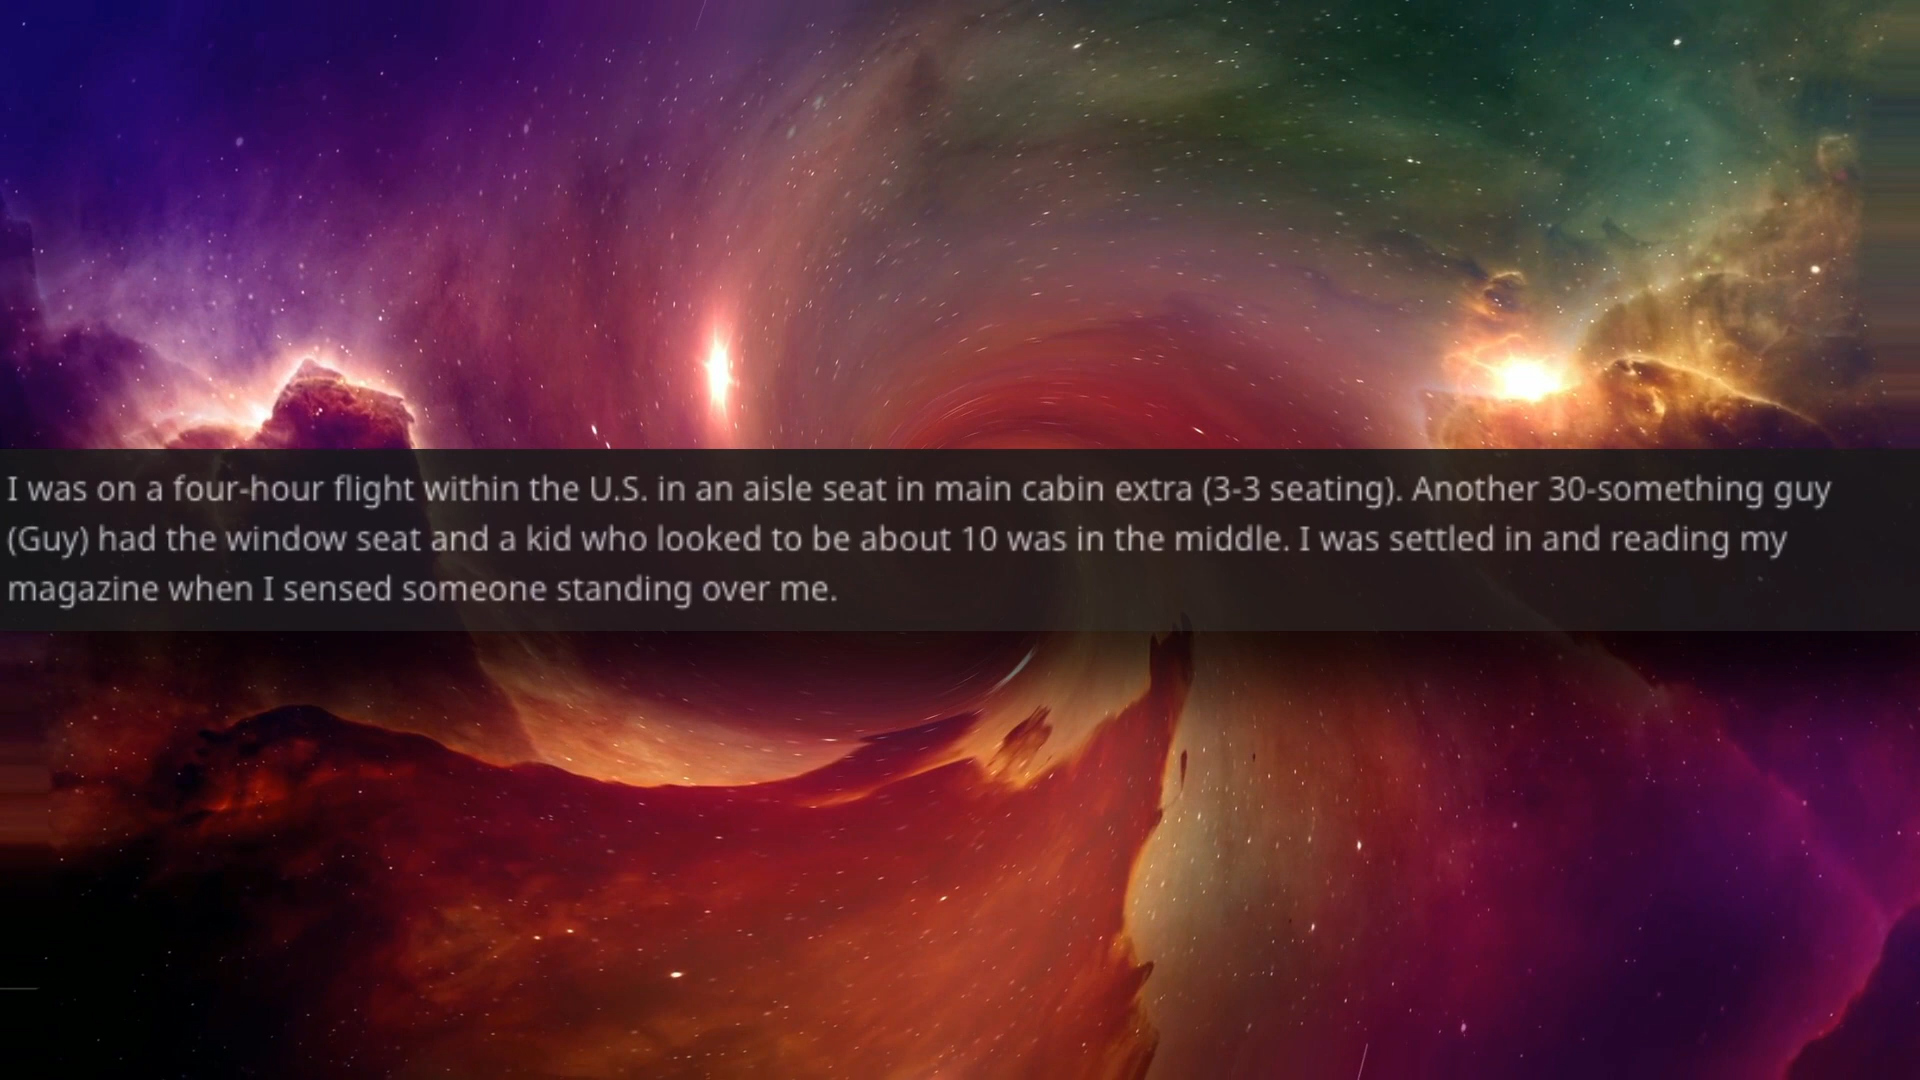 I was on a four-hour flight within the U.S. in an aisle seat in main cabin extra (3-3 seating). Another 30-something guy
(Guy) had the window seat and a kid who looked to be about 10 was in the middle. I was settled in and reading my
magazine when I sensed someone standing over me.